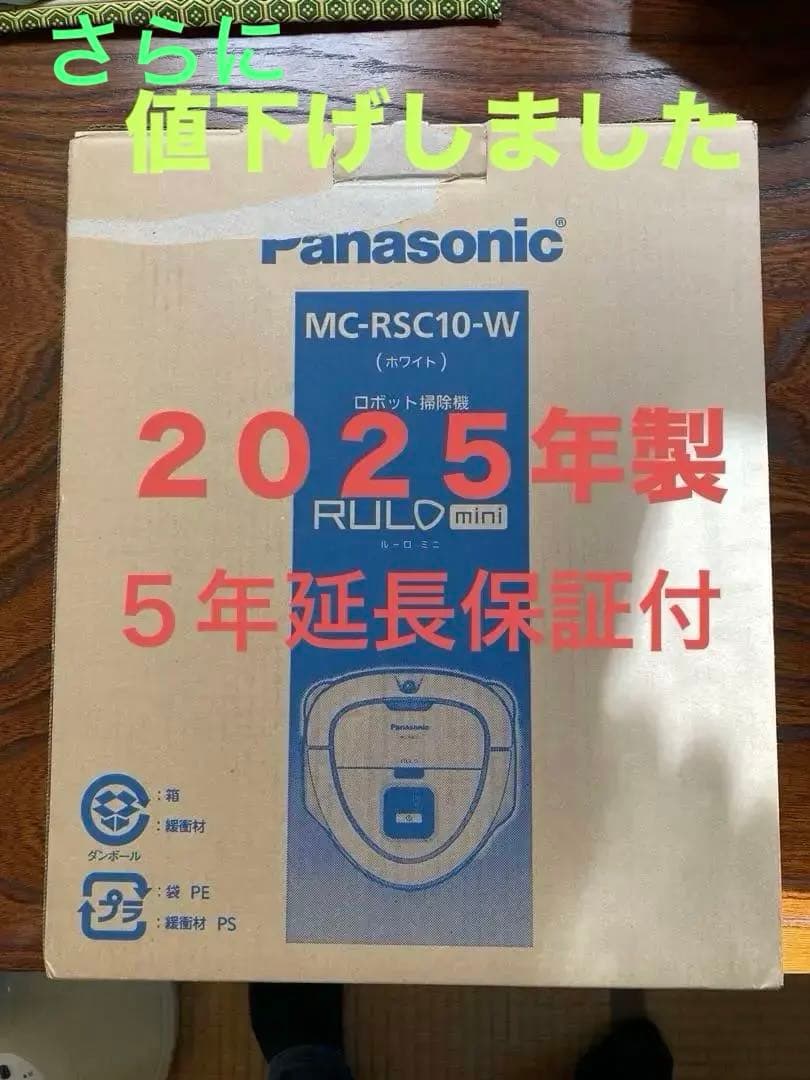 さらに
値下げしました
Panasonic®
MC-RSC10-W
(ホワイト)
ロボット掃除機
２０２５年製
RULO mini
ルーロ ミニ
５年延長保証付
Panasonic
RULO
:箱
:緩衝材
ダンボール
プラ
:袋 PE
:緩衝材 PS